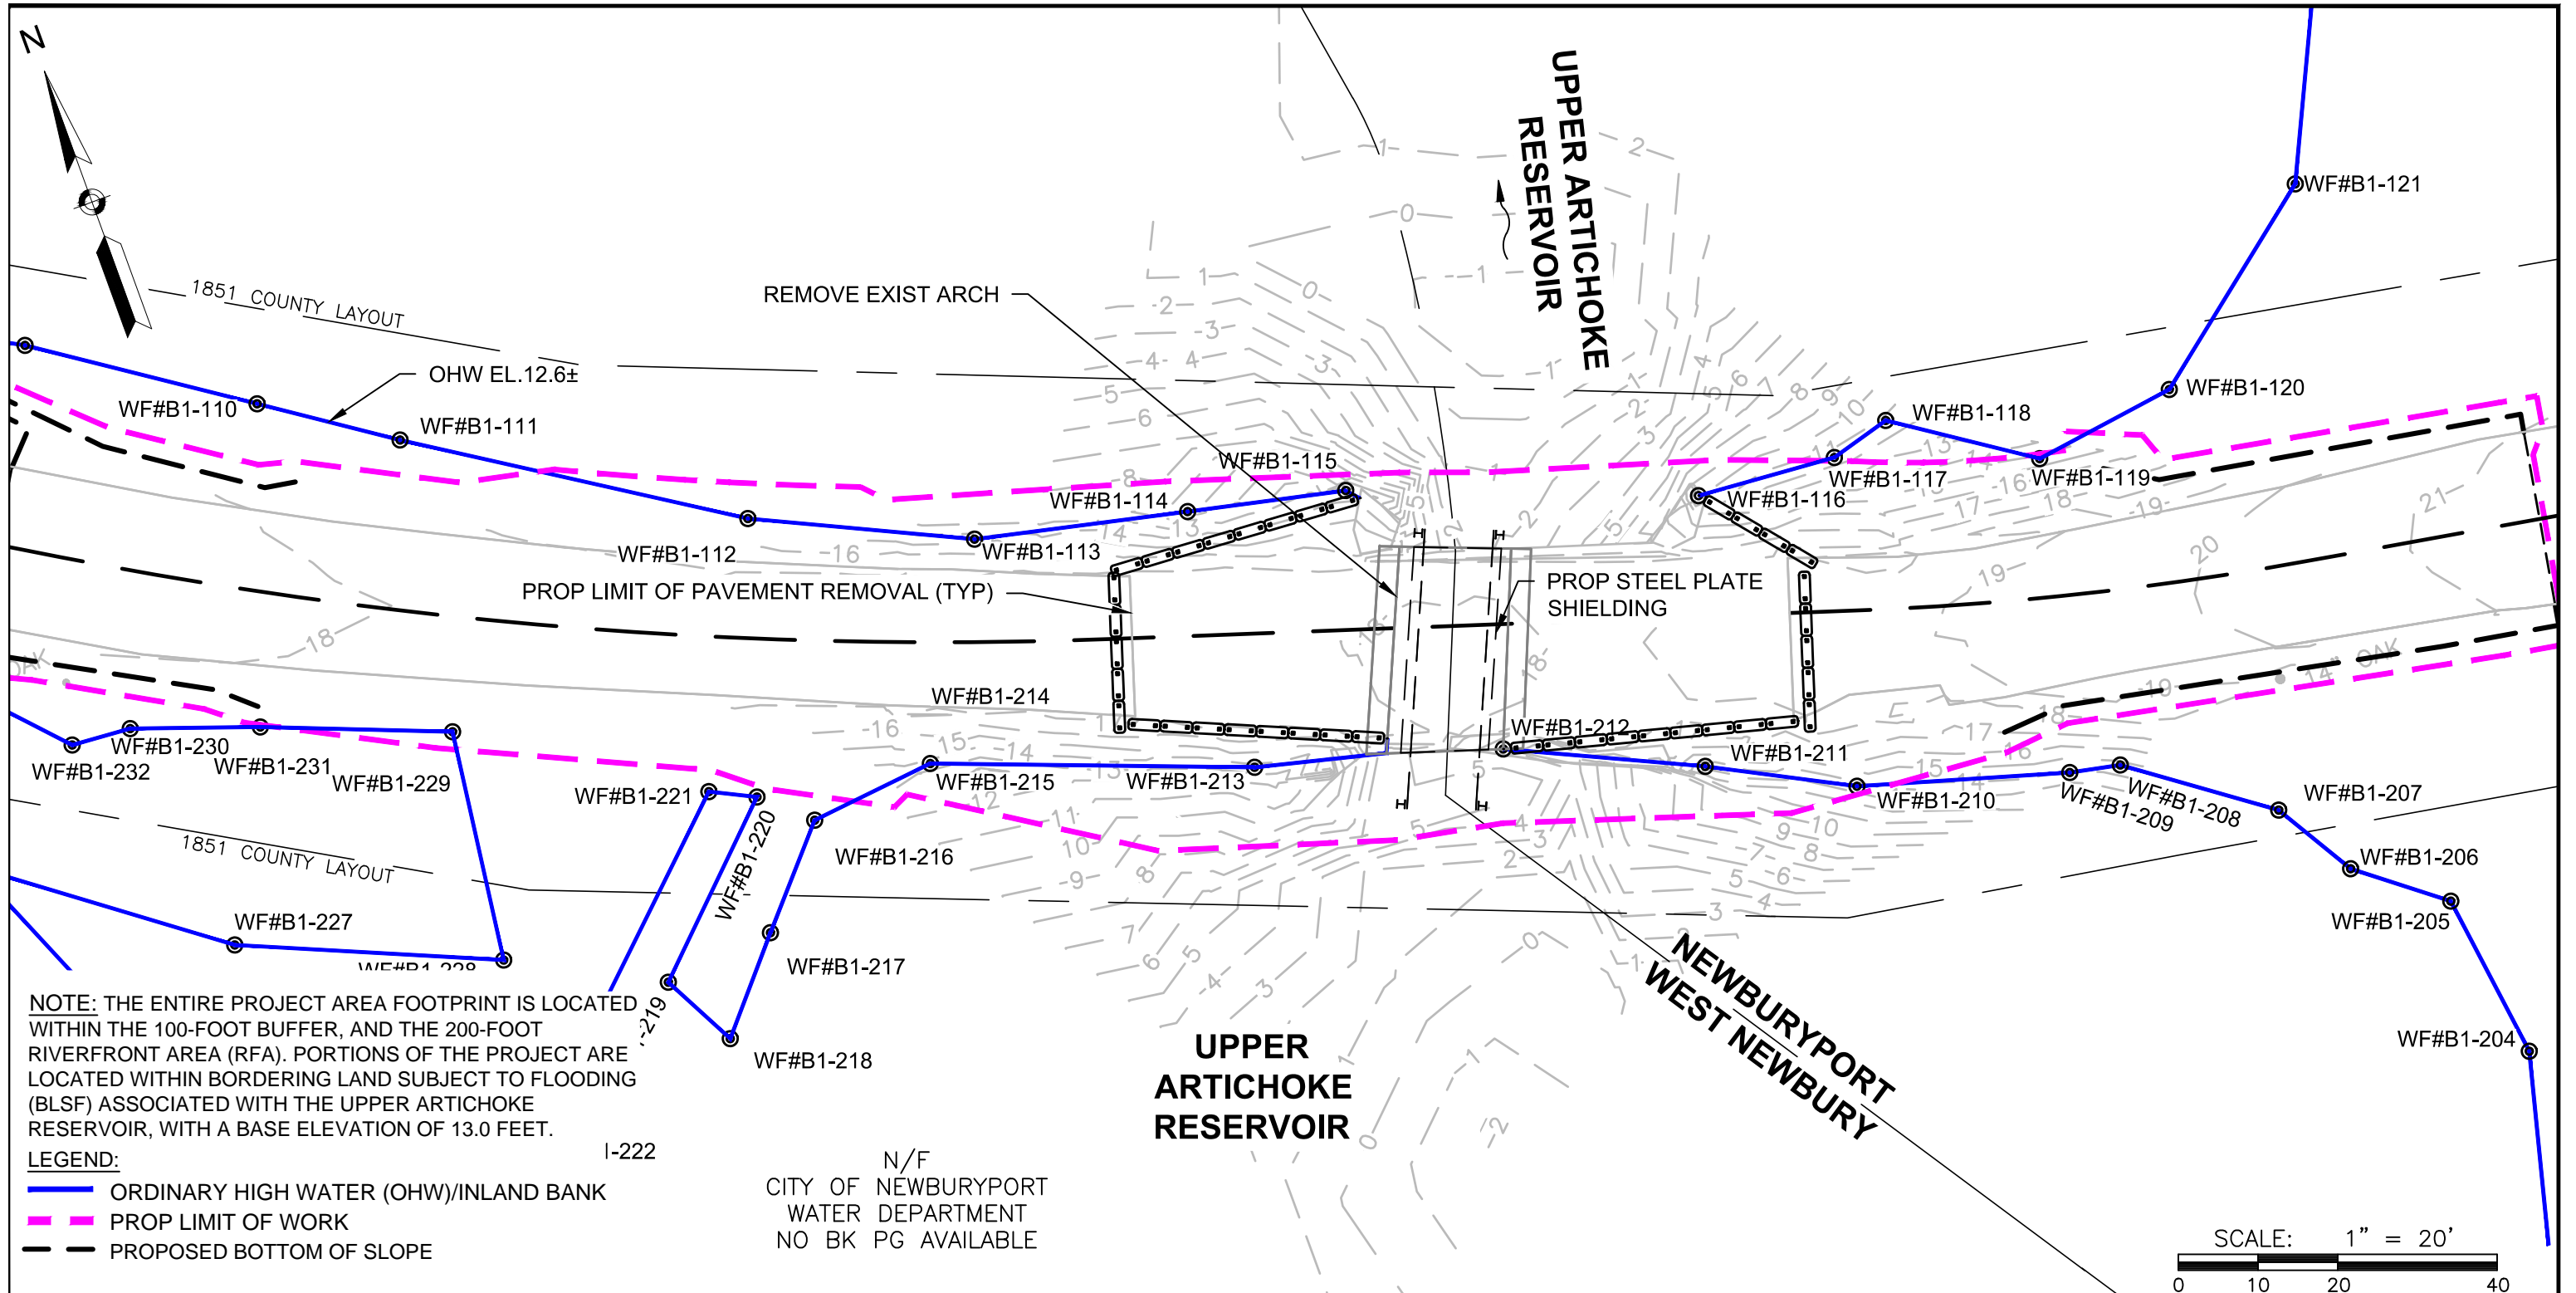 N
UPPER ARTICHOKE
RESERVOIR
WF#B1-121
1851 COUNTY LAYOUT
REMOVE EXIST ARCH
OHW EL.12.6±
WF#B1-110
WF#B1-111
WF#B1-120
WF#B1-118
WF#B1-115
WF#B1-114
WF#B1-116
WF#B1-117
WF#B1-119
WF#B1-112
WF#B1-113
PROP LIMIT OF PAVEMENT REMOVAL (TYP)
PROP STEEL PLATE
SHIELDING
14" OAK
OAK
WF#B1-214
WF#B1-212
WF#B1-230
WF#B1-232
WF#B1-231
WF#B1-229
WF#B1-221
WF#B1-215
WF#B1-213
WF#B1-211
WF#B1-210
WF#B1-209
WF#B1-208
WF#B1-207
WF#B1-220
WF#B1-216
WF#B1-206
1851 COUNTY LAYOUT
WF#B1-205
WF#B1-227
WF#B1-228
WF#B1-217
WF#B1-204
-219
WF#B1-218
NEWBURYPORT
WEST NEWBURY
UPPER
ARTICHOKE
RESERVOIR
NOTE: THE ENTIRE PROJECT AREA FOOTPRINT IS LOCATED
WITHIN THE 100-FOOT BUFFER, AND THE 200-FOOT
RIVERFRONT AREA (RFA). PORTIONS OF THE PROJECT ARE
LOCATED WITHIN BORDERING LAND SUBJECT TO FLOODING
(BLSF) ASSOCIATED WITH THE UPPER ARTICHOKE
RESERVOIR, WITH A BASE ELEVATION OF 13.0 FEET.
-222
LEGEND:
ORDINARY HIGH WATER (OHW)/INLAND BANK
PROP LIMIT OF WORK
PROPOSED BOTTOM OF SLOPE
N/F
CITY OF NEWBURYPORT
WATER DEPARTMENT
NO BK PG AVAILABLE
SCALE: 1" = 20'
0 10 20 40